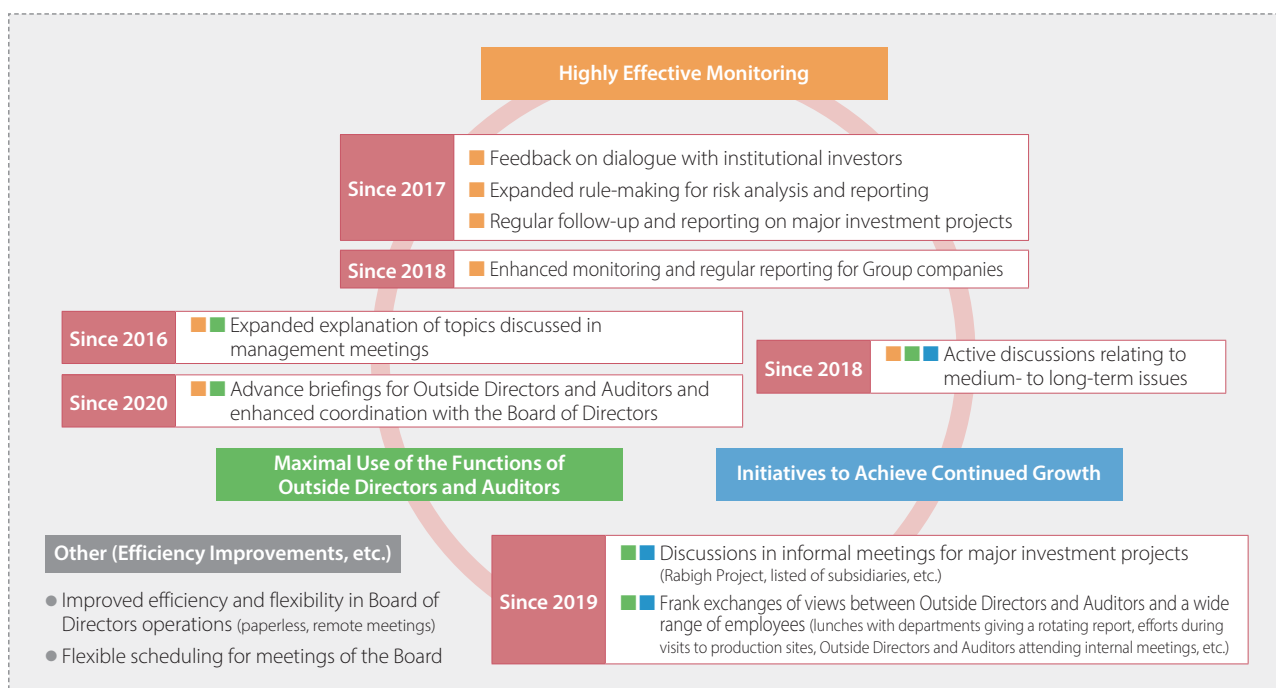 Highly Effective Monitoring
Since 2017
Feedback on dialogue with institutional investors
Expanded rule-making for risk analysis and reporting
Regular follow-up and reporting on major investment projects
Since 2018
Enhanced monitoring and regular reporting for Group companies
Since 2016
Expanded explanation of topics discussed in
management meetings
Since 2020
Advance briefings for Outside Directors and Auditors and
enhanced coordination with the Board of Directors
Since 2018
Active discussions relating to
medium- to long-term issues
Maximal Use of the Functions of
Outside Directors and Auditors
Initiatives to Achieve Continued Growth
Other (Efficiency Improvements, etc.)
● Improved efficiency and flexibility in Board of
Directors operations (paperless, remote meetings)
● Flexible scheduling for meetings of the Board
Since 2019
Discussions in informal meetings for major investment projects
(Rabigh Project, listed of subsidiaries, etc.)
Frank exchanges of views between Outside Directors and Auditors and a wide
range of employees (lunches with departments giving a rotating report, efforts during
visits to production sites, Outside Directors and Auditors attending internal meetings, etc.)